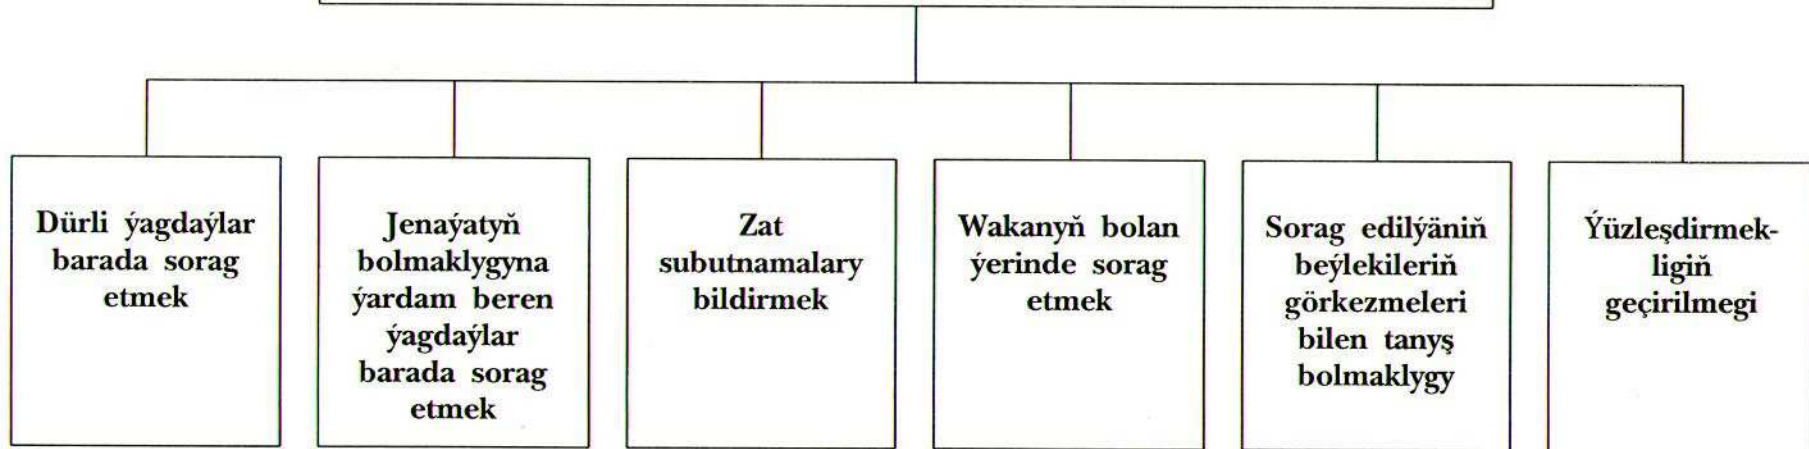 Dürli ýagdaýlar
barada sorag
etmek
Jenaýatyň
bolmaklygyna
ýardam beren
ýagdaýlar
barada sorag
etmek
Zat
subutnamalary
bildirmek
Wakanyň bolan
ýerinde sorag
etmek
Sorag edilýäniň
beýlekileriň
görkezmeleri
bilen tanyş
bolmaklygy
Ýüzleşdirmek-
ligiň
geçirilmegi